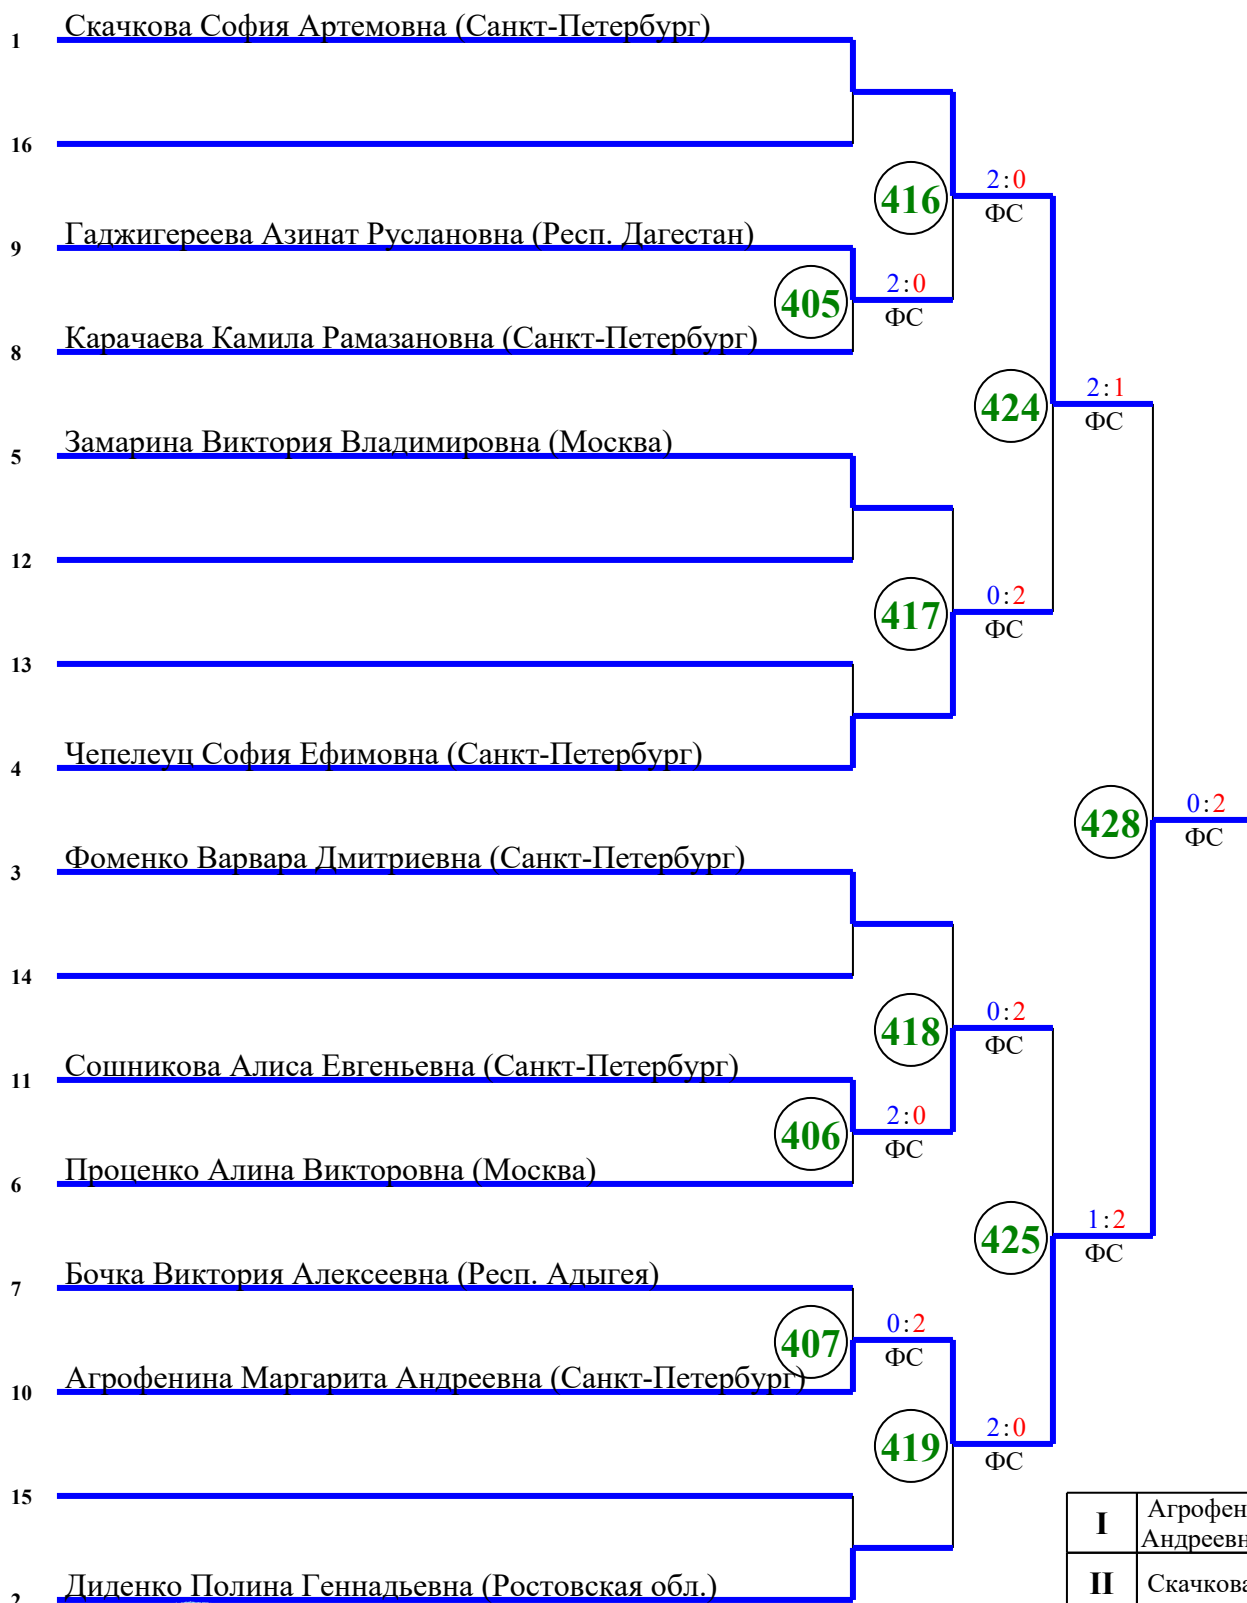 Скачкова София Артемовна (Санкт-Петербург)
1
16
2:0
416
ФС
Гаджигереева Азинат Руслановна (Респ. Дагестан)
9
2:0
405
ФС
Карачаева Камила Рамазановна (Санкт-Петербург)
8
2:1
424
ФС
Замарина Виктория Владимировна (Москва)
5
12
0:2
417
ФС
13
Чепелеуц София Ефимовна (Санкт-Петербург)
4
0:2
428
ФС
Фоменко Варвара Дмитриевна (Санкт-Петербург)
3
14
0:2
418
ФС
Сошникова Алиса Евгеньевна (Санкт-Петербург)
11
2:0
406
ФС
Проценко Алина Викторовна (Москва)
6
1:2
425
ФС
Бочка Виктория Алексеевна (Респ. Адыгея)
7
0:2
407
ФС
Агрофенина Маргарита Андреевна (Санкт-Петербург)
10
2:0
419
ФС
15
I
Агрофен
Андреевн
Диденко Полина Геннадьевна (Ростовская обл.)
2
II
Скачкова